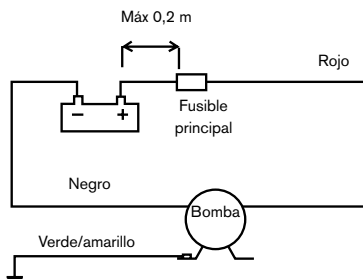 Máx 0,2 m
Rojo
− +
Fusible
principal
Negro
Bomba
Verde/amarillo